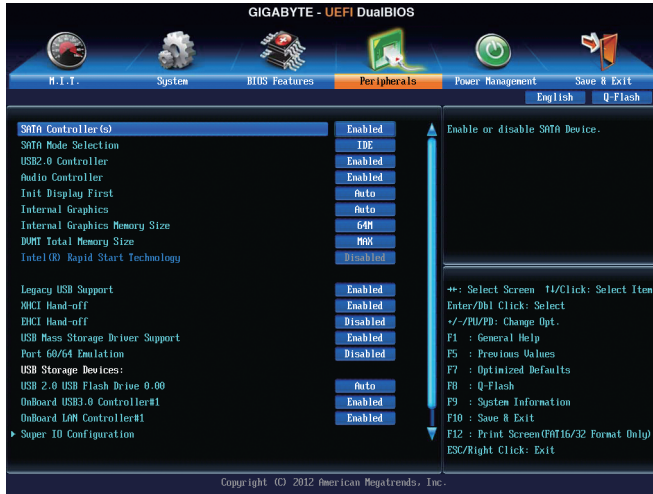 GIGABYTE - UEFI DualBIOS
M.I.T.
System
BIOS Features
Peripherals
Power Management
Save & Exit
English
Q-Flash
SATA Controller(s) Enabled
SATA Mode Selection IDE
USB2.0 Controller Enabled
Audio Controller Enabled
Init Display First Auto
Internal Graphics Auto
Internal Graphics Memory Size 64M
DVMT Total Memory Size MAX
Intel(R) Rapid Start Technology Disabled
Legacy USB Support Enabled
XHCI Hand-off Enabled
EHCI Hand-off Disabled
USB Mass Storage Driver Support Enabled
Port 60/64 Emulation Disabled
USB Storage Devices:
USB 2.0 USB Flash Drive 0.00 Auto
OnBoard USB3.0 Controller#1 Enabled
OnBoard LAN Controller#1 Enabled
Super IO Configuration
Enable or disable SATA Device.
↔: Select Screen ↑↓/Click: Select Item
Enter/Dbl Click: Select
+/-/PU/PD: Change Opt.
F1 : General Help
F5 : Previous Values
F7 : Optimized Defaults
F8 : Q-Flash
F9 : System Information
F10 : Save & Exit
F12 : Print Screen(FAT16/32 Format Only)
ESC/Right Click: Exit
Copyright (C) 2012 American Megatrends, Inc.